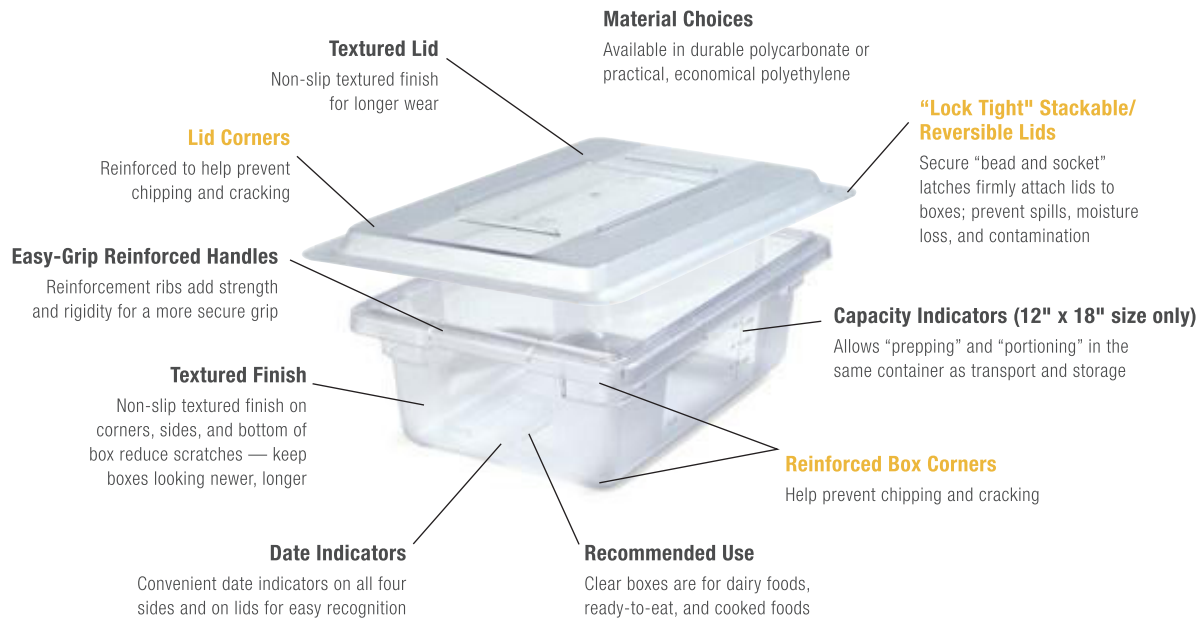 Material Choices
Available in durable polycarbonate or
practical, economical polyethylene
Textured Lid
Non-slip textured finish
for longer wear
“Lock Tight" Stackable/
Reversible Lids
Secure “bead and socket”
latches firmly attach lids to
boxes; prevent spills, moisture
loss, and contamination
Lid Corners
Reinforced to help prevent
chipping and cracking
Easy-Grip Reinforced Handles
Reinforcement ribs add strength
and rigidity for a more secure grip
Capacity Indicators (12" x 18" size only)
Allows “prepping” and “portioning” in the
same container as transport and storage
Textured Finish
Non-slip textured finish on
corners, sides, and bottom of
box reduce scratches — keep
boxes looking newer, longer
Reinforced Box Corners
Help prevent chipping and cracking
Date Indicators
Convenient date indicators on all four
sides and on lids for easy recognition
Recommended Use
Clear boxes are for dairy foods,
ready-to-eat, and cooked foods